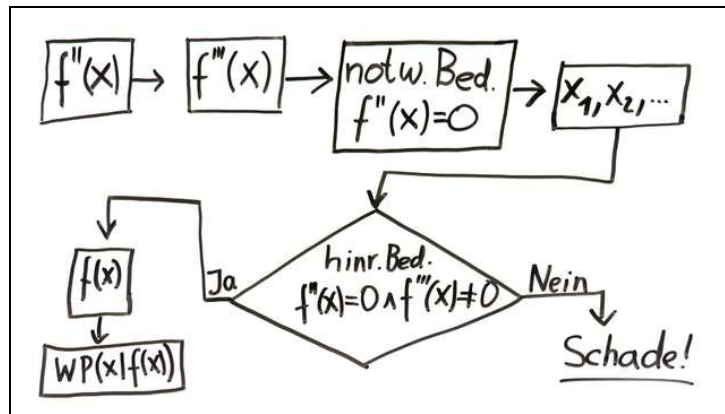 f''(x)
f'''(x)
notw. Bed.
f''(x)=0
x₁,x₂,...
hinr. Bed.
f''(x)=0∧f'''(x)≠0
Ja
Nein
f(x)
WP(x|f(x))
Schade!